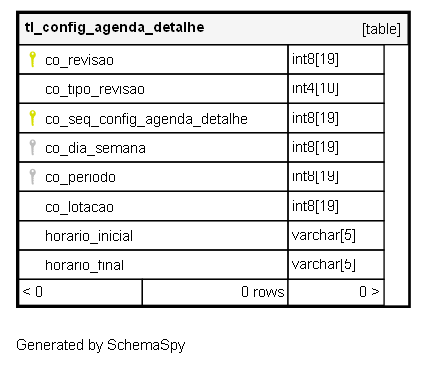 tl_config_agenda_detalhe [table]
co_revisao int8[19]
co_tipo_revisao int4[10]
co_seq_config_agenda_detalhe int8[19]
co_dia_semana int8[19]
co_periodo int8[19]
co_lotacao int8[19]
horario_inicial varchar[5]
horario_final varchar[5]
< 0 0 rows 0 >
Generated by SchemaSpy